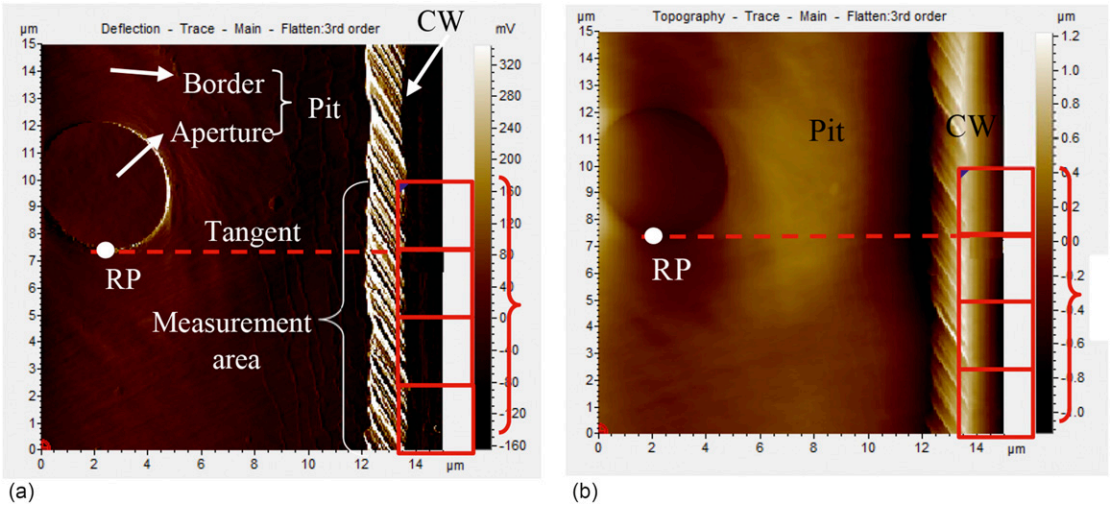 Deflection - Trace - Main - Flatten:3rd order
CW
µm
mV
15
14
13
12
11
10
9
8
7
6
5
4
3
2
1
0
Border
Aperture
Pit
Tangent
RP
Measurement
area
320
280
240
200
160
120
80
40
0
-40
-80
-120
-160
0 2 4 6 8 10 12 14 µm
(a)
Topography - Trace - Main - Flatten:3rd order
µm
µm
15
14
13
12
11
10
9
8
7
6
5
4
3
2
1
0
Pit
CW
RP
1.2
1.0
0.8
0.6
0.4
0.2
0.0
-0.2
-0.4
-0.6
-0.8
-1.0
0 2 4 6 8 10 12 14 µm
(b)